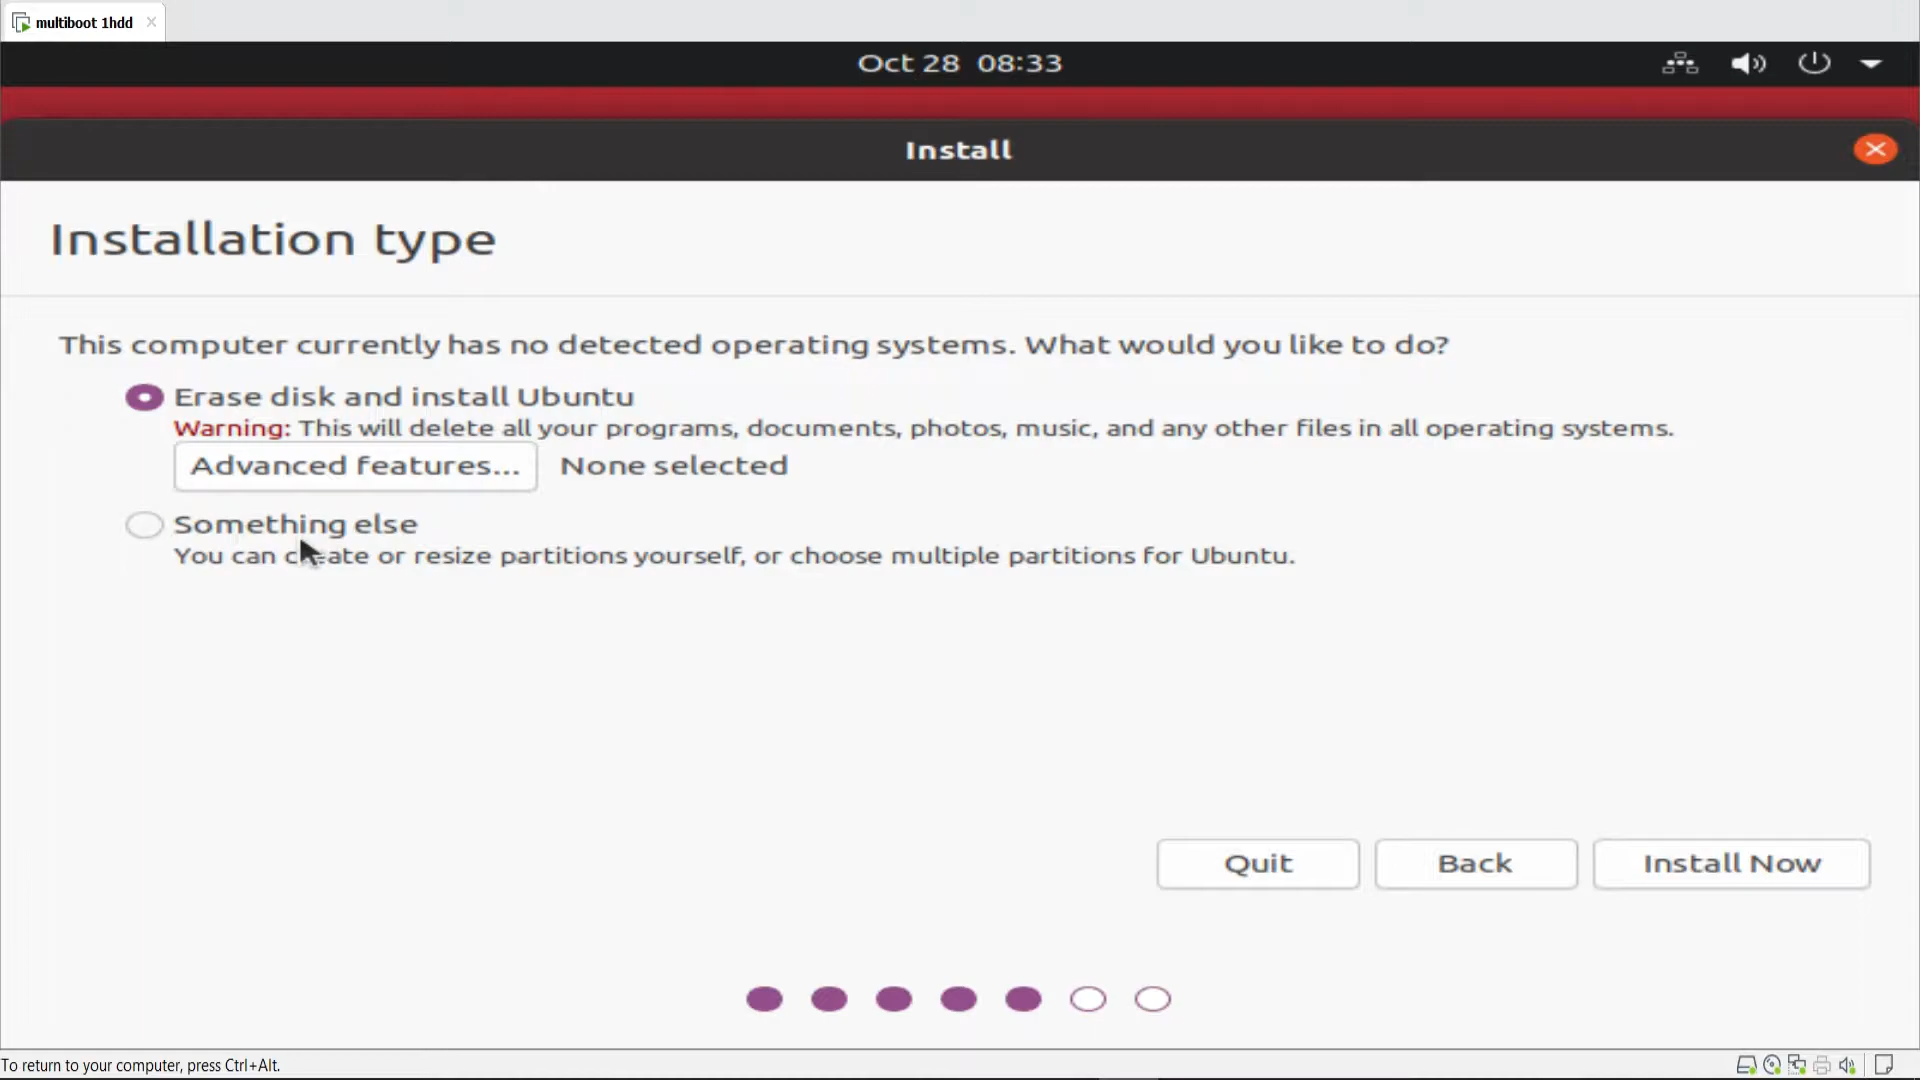 multiboot 1hdd
Oct 28 08:33
Install
Installation type
This computer currently has no detected operating systems. What would you like to do?
Erase disk and install Ubuntu
Warning: This will delete all your programs, documents, photos, music, and any other files in all operating systems.
Advanced features... None selected
Something else
You can create or resize partitions yourself, or choose multiple partitions for Ubuntu.
Quit Back Install Now
To return to your computer, press Ctrl+Alt.